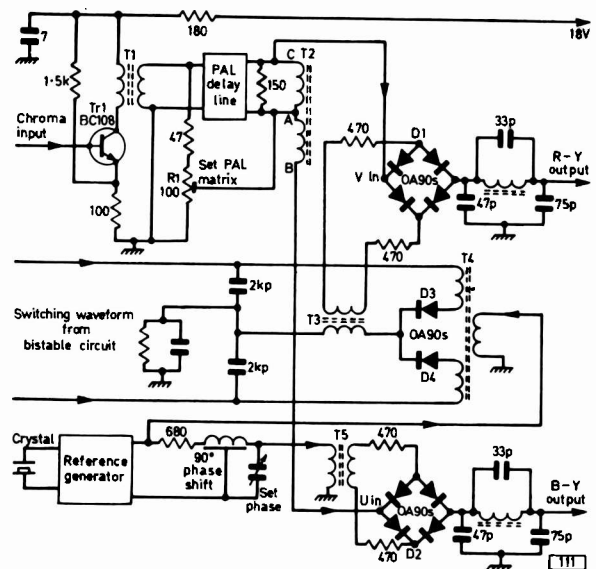 7
180
18V
1·5k
T1
PAL
delay
line
C T2
150
A
B
Tr1
BC108
Chroma
input
100
47
R1
100
Set PAL
matrix
470
D1
V In
OA90s
470
33p
R-Y
output
47p
75p
2kp
Switching waveform
from
bistable circuit
2kp
T3
D3
OA90s
D4
T4
Crystal
Reference
generator
680
90°
phase
shift
Set
phase
T5
470
U in
OA90s
470
D2
33p
B-Y
output
47p
75p
111